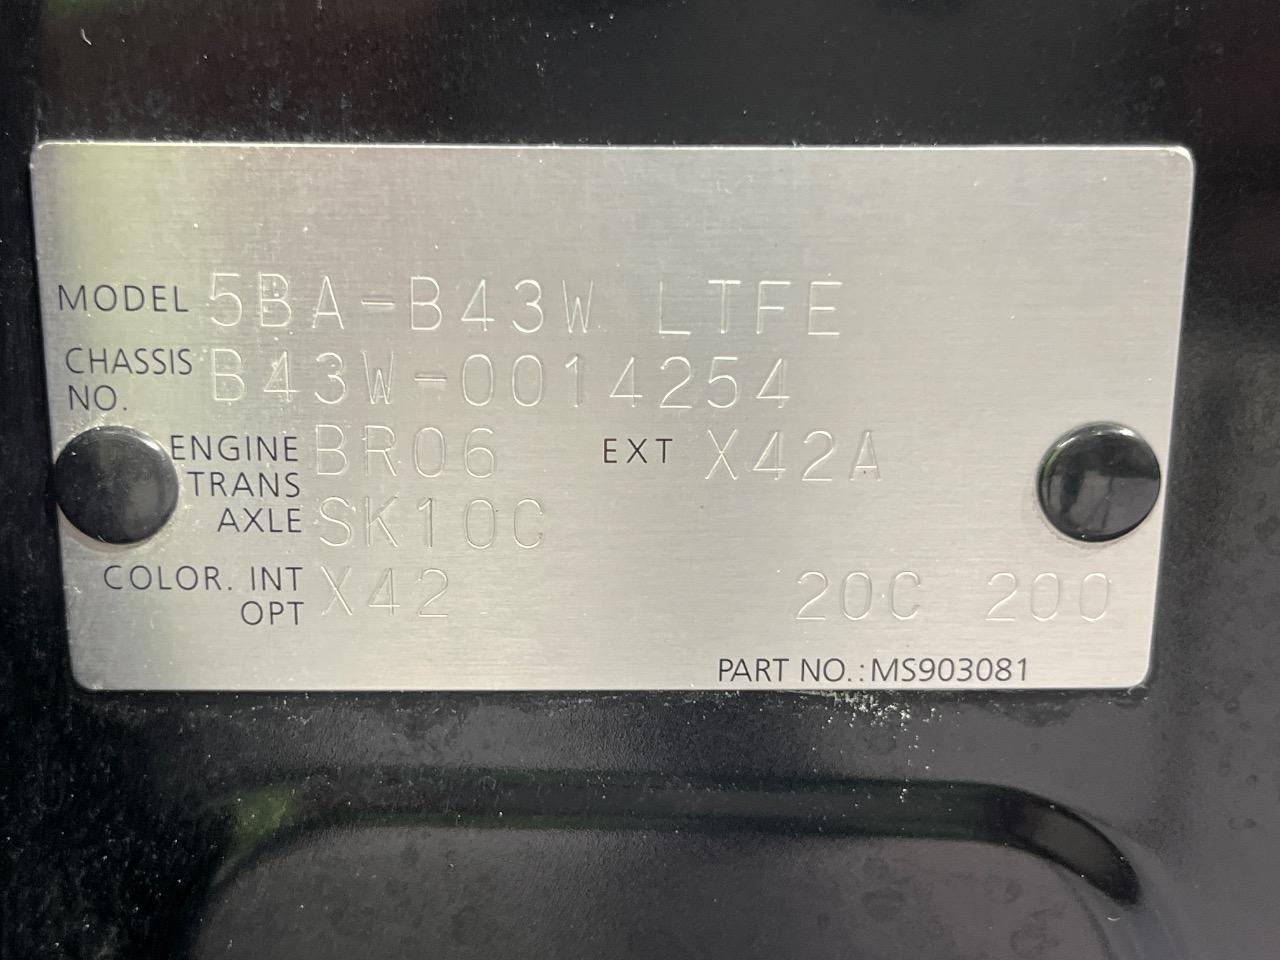 MODEL 5BA-B43W LTFE
CHASSIS NO. B43W-0014254
ENGINE BR06 EXT X42A
TRANS AXLE SK10C
COLOR. INT OPT X42 20C 200
PART NO.:MS903081